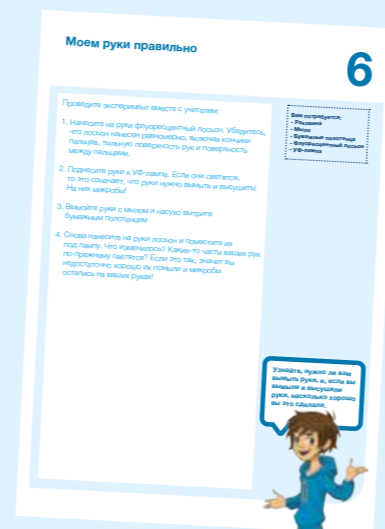 Моем руки правильно
6
Проведите эксперимент вместе с учителем:
1. Нанесите на руки флуоресцентный лосьон. Убедитесь,
что лосьон нанесен равномерно, включая кончики
пальцев, тыльную поверхность рук и поверхность
между пальцами.
2. Поднесите руки к УФ-лампе. Если они светятся,
то это означает, что руки нужно вымыть и высушить!
На них микробы!
3. Вымойте руки с мылом и насухо вытрите
бумажным полотенцем
4. Снова нанесите на руки лосьон и поместите их
под лампу. Что изменилось? Какие-то части ваших рук
по-прежнему светятся? Если это так, значит вы
недостаточно хорошо их помыли и микробы
остались на ваших руках!
Вам потребуется:
- Раковина
- Мыло
- Бумажные полотенца
- Флуоресцентный лосьон
- УФ-лампа
Узнайте, нужно ли вам
вымыть руки, и, если вы
вымыли и высушили
руки, насколько хорошо
вы это сделали.